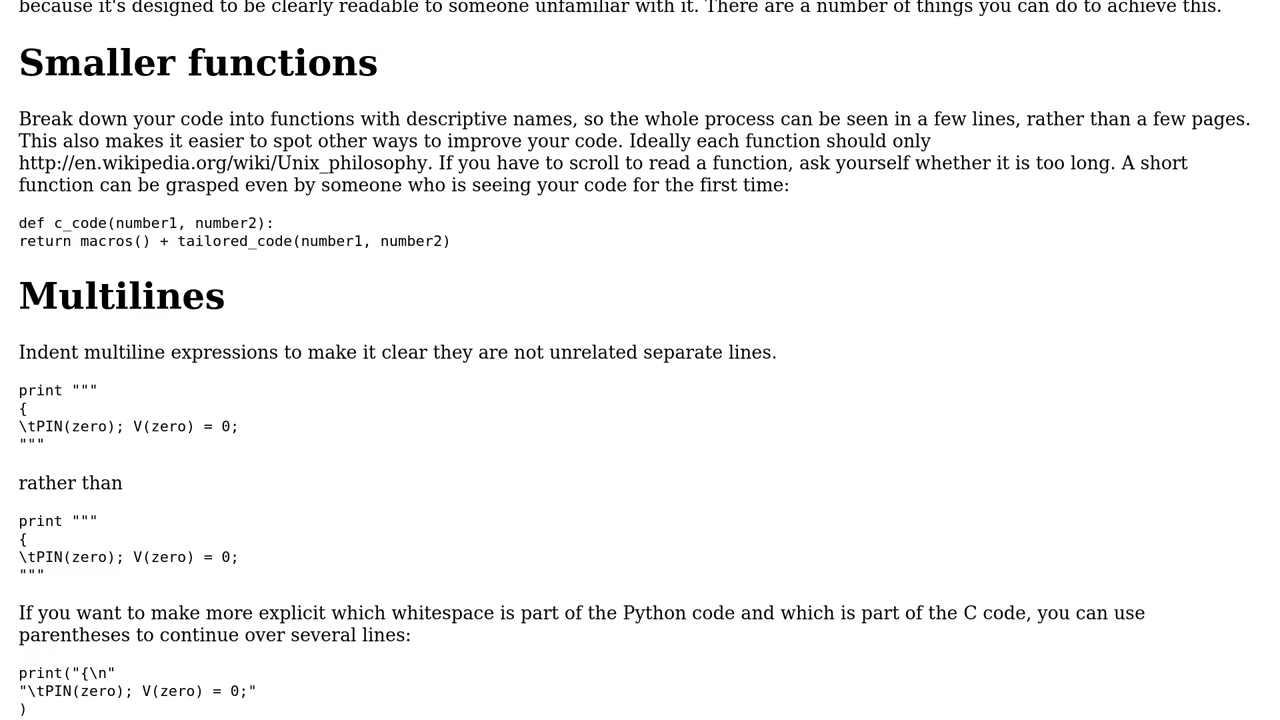 because it's designed to be clearly readable to someone unfamiliar with it. There are a number of things you can do to achieve this.
Smaller functions
Break down your code into functions with descriptive names, so the whole process can be seen in a few lines, rather than a few pages.
This also makes it easier to spot other ways to improve your code. Ideally each function should only
http://en.wikipedia.org/wiki/Unix_philosophy. If you have to scroll to read a function, ask yourself whether it is too long. A short
function can be grasped even by someone who is seeing your code for the first time:
def c_code(number1, number2):
return macros() + tailored_code(number1, number2)
Multilines
Indent multiline expressions to make it clear they are not unrelated separate lines.
print """
{
\tPIN(zero); V(zero) = 0;
"""
rather than
print """
{
\tPIN(zero); V(zero) = 0;
"""
If you want to make more explicit which whitespace is part of the Python code and which is part of the C code, you can use
parentheses to continue over several lines:
print("{\n"
"\tPIN(zero); V(zero) = 0;"
)